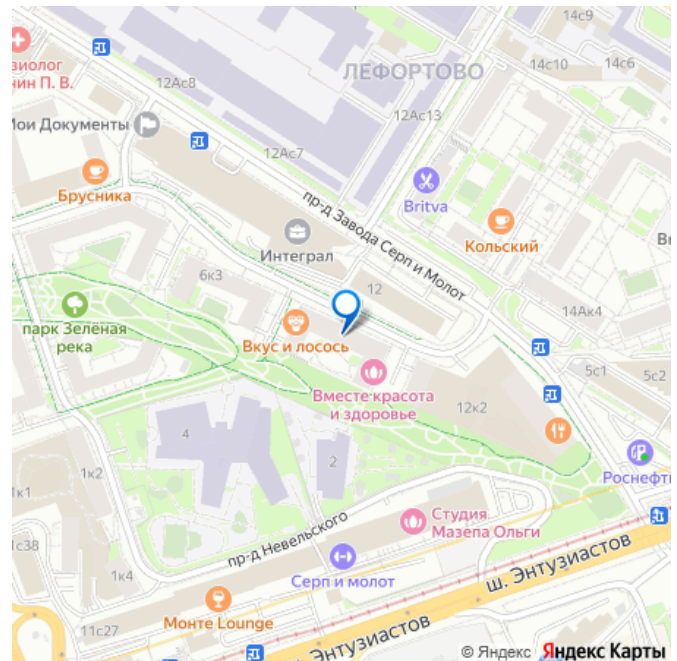 14с9
14с10
14с6
зиолог
нин П. В.
12Ас8
ЛЕФОРТОВО
12Ас13
Мои Документы
12Ас7
Брусника
Britva
пр-д Завода Серп и Молот
Кольский
Интеграл
6к3
12
14Ак4
парк Зелёная
река
Вкус и лосось
5с1
5с2
Вместе красота
и здоровье
12к2
4
2
1к2
Роснефть
1к1
1с38
Студия
Мазепа Ольги
пр-д Невельского
1к4
Серп и молот
ш. Энтузиастов
Монте Lounge
11с27
Энтузиастов
© Яндекс Яндекс Карты